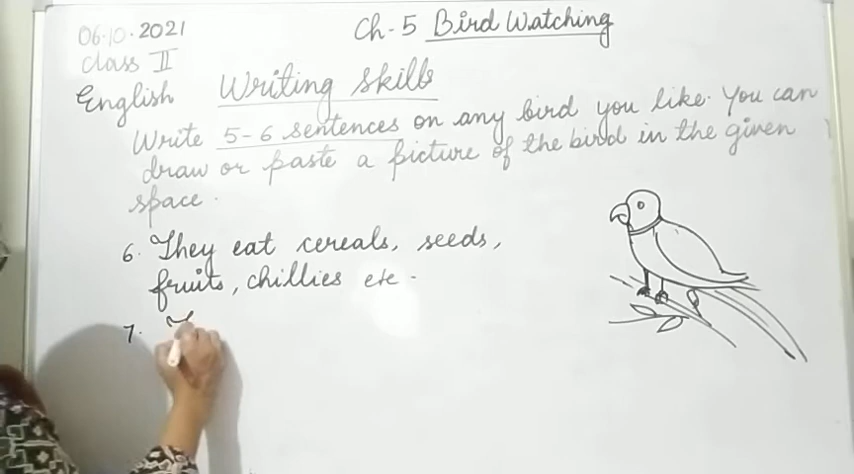 06.10.2021
Ch-5 Bird Watching
Class II
English
Writing Skills
Write 5-6 sentences on any bird you like. You can
draw or paste a picture of the bird in the given
space.
6. They eat cereals, seeds,
fruits, chillies etc.
7.